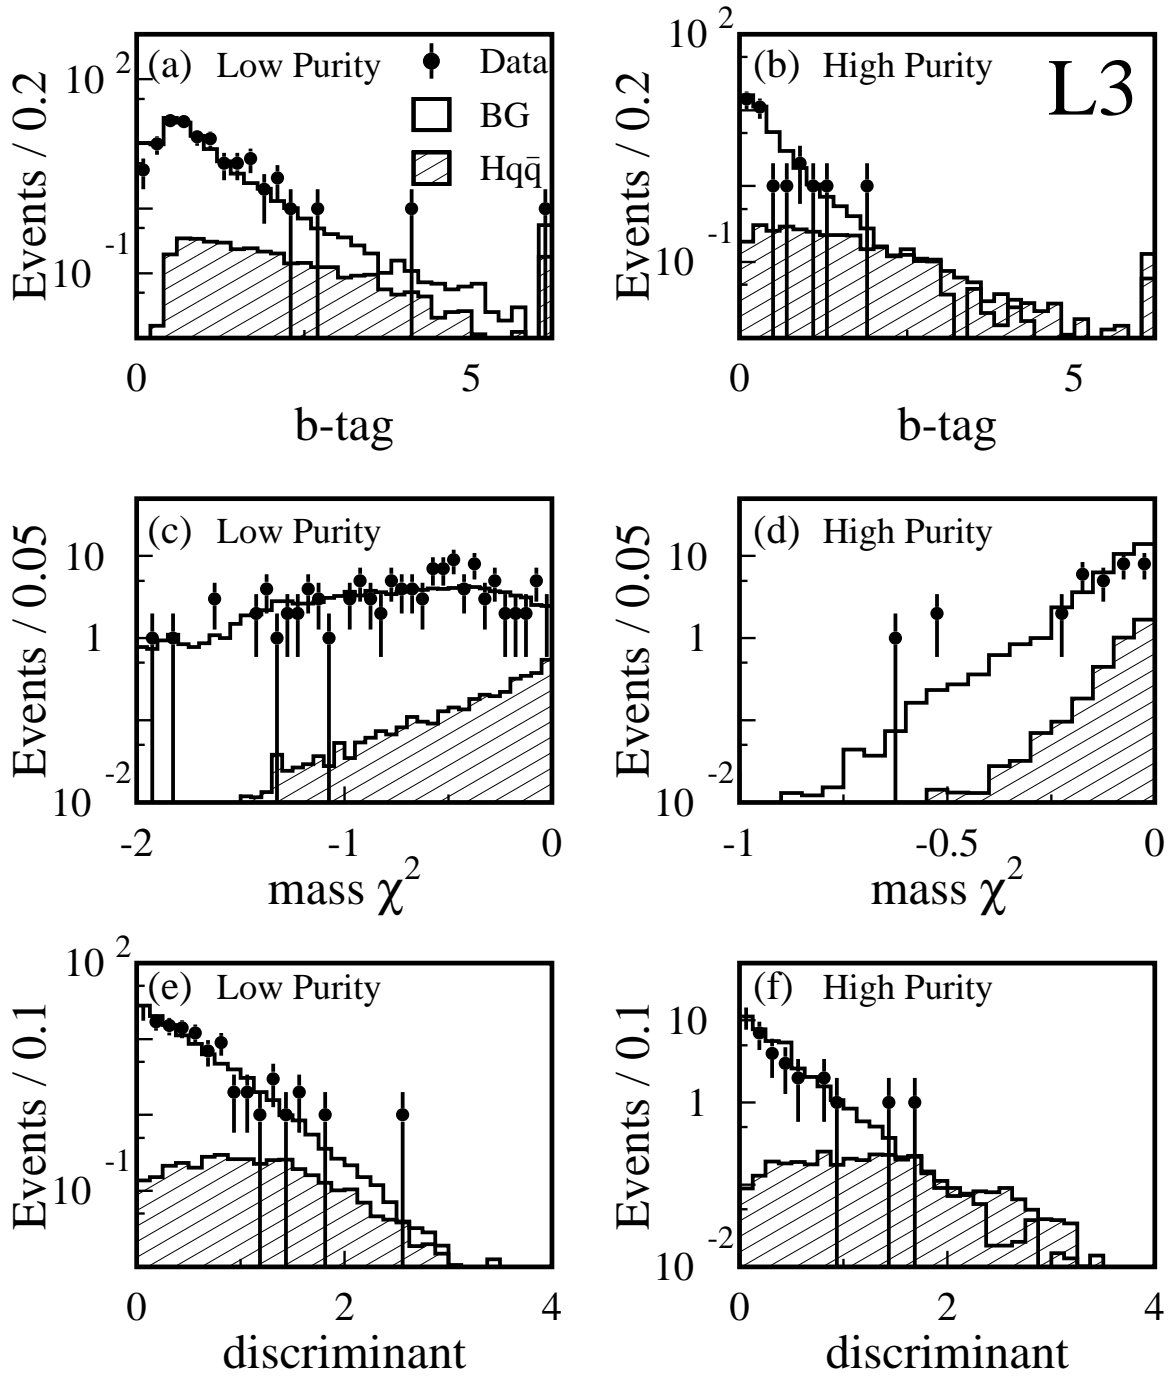 (a) Low Purity
Data
BG
Hqq̄
Events / 0.2
10 2
10 -1
0 5
b-tag
(b) High Purity
L3
Events / 0.2
10 2
10 -1
0 5
b-tag
(c) Low Purity
Events / 0.05
10
1
10 -2
-2 -1 0
mass χ2
(d) High Purity
Events / 0.05
10
1
10 -2
-1 -0.5 0
mass χ2
(e) Low Purity
Events / 0.1
10 2
10 -1
0 2 4
discriminant
(f) High Purity
Events / 0.1
10
1
10 -2
0 2 4
discriminant